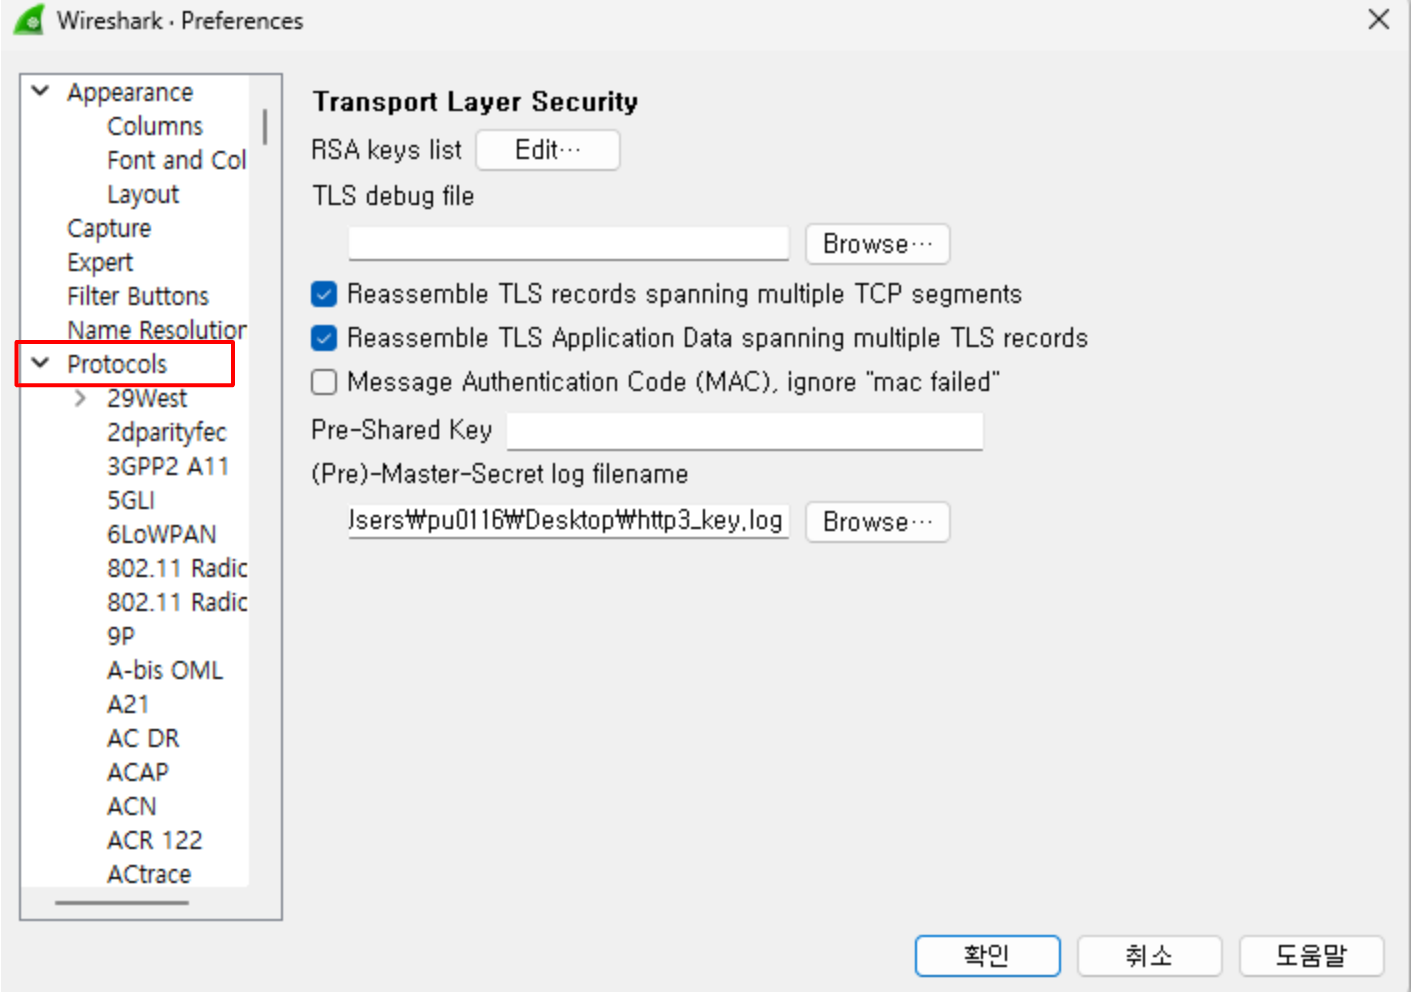 Wireshark · Preferences
Appearance
Columns
Font and Col
Layout
Capture
Expert
Filter Buttons
Name Resolution
Protocols
29West
2dparityfec
3GPP2 A11
5GLI
6LoWPAN
802.11 Radic
802.11 Radic
9P
A-bis OML
A21
AC DR
ACAP
ACN
ACR 122
ACtrace
Transport Layer Security
RSA keys list Edit…
TLS debug file
Browse…
Reassemble TLS records spanning multiple TCP segments
Reassemble TLS Application Data spanning multiple TLS records
Message Authentication Code (MAC), ignore "mac failed"
Pre-Shared Key
(Pre)-Master-Secret log filename
Jsers₩pu0116₩Desktop₩http3_key.log Browse…
확인 취소 도움말